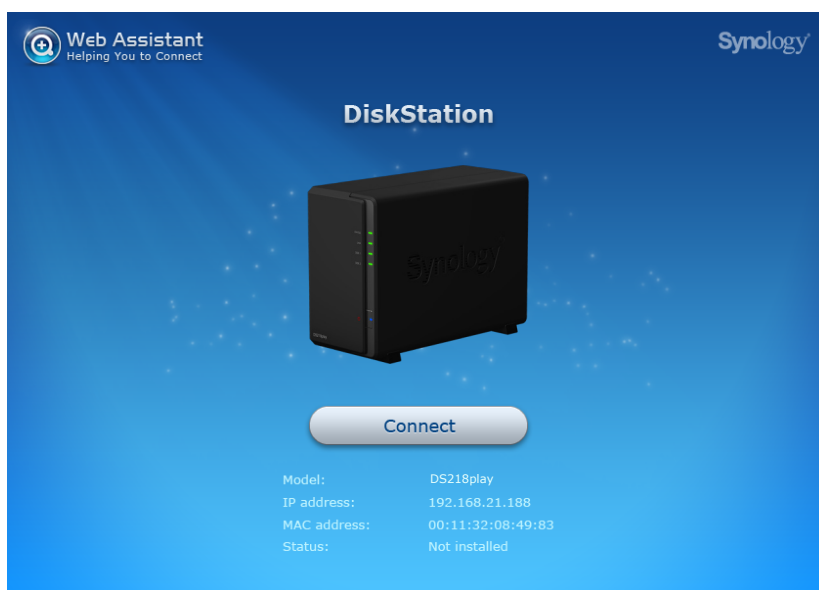 Web Assistant
Helping You to Connect
Synology
DiskStation
Synology
Connect
Model: DS218play
IP address: 192.168.21.188
MAC address: 00:11:32:08:49:83
Status: Not installed